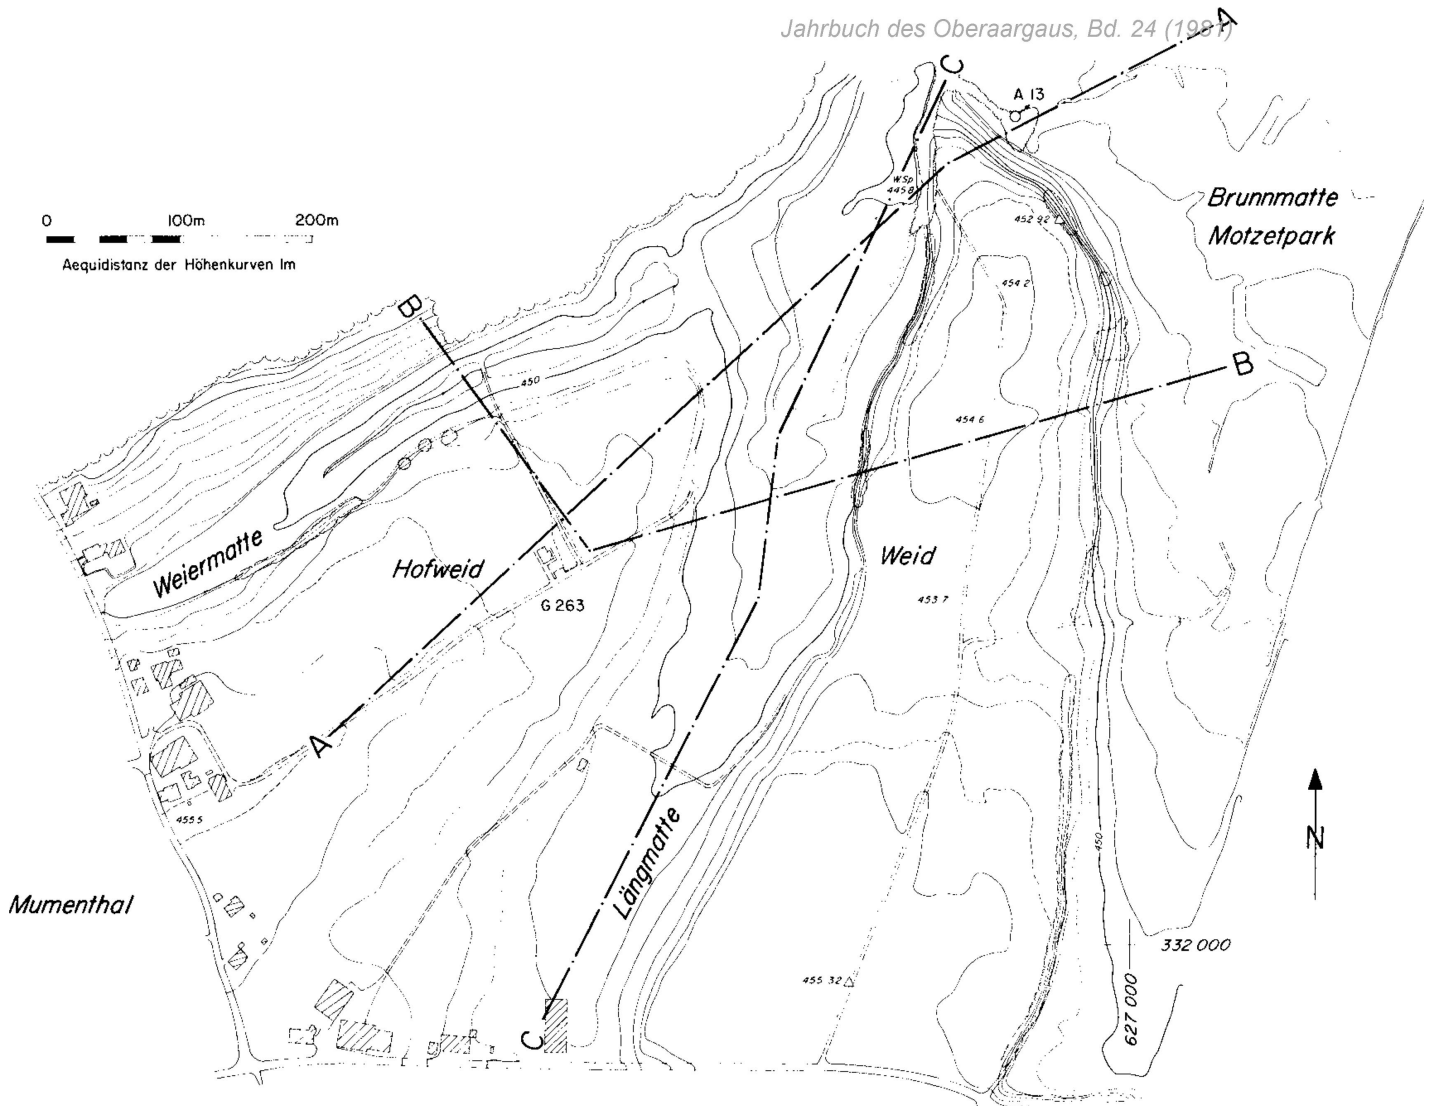 Jahrbuch des Oberaargaus, Bd. 24 (1981)
A
C
A 13
W.Sp
445.8
Brunnmatte
Motzetpark
0 100m 200m
Aequidistanz der Höhenkurven 1m
452.92
454.2
B
450
B
454.6
Weiermatte
Hofweid
Weid
G 263
453.7
A
455.5
N
450
Längmatte
Mumenthal
332 000
627 000
455.32
C